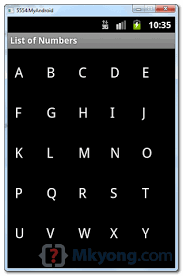 5554:MyAndroid
10:35
List of Numbers
A B C D E
F G H I J
K L M N O
P Q R S T
U V W X Y
Mkyong.com